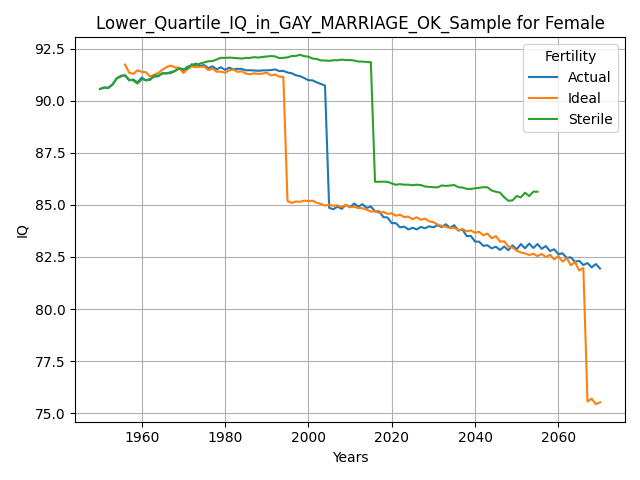 Lower_Quartile_IQ_in_GAY_MARRIAGE_OK_Sample for Female
Fertility
Actual
Ideal
Sterile
IQ
92.5
90.0
87.5
85.0
82.5
80.0
77.5
75.0
1960 1980 2000 2020 2040 2060
Years